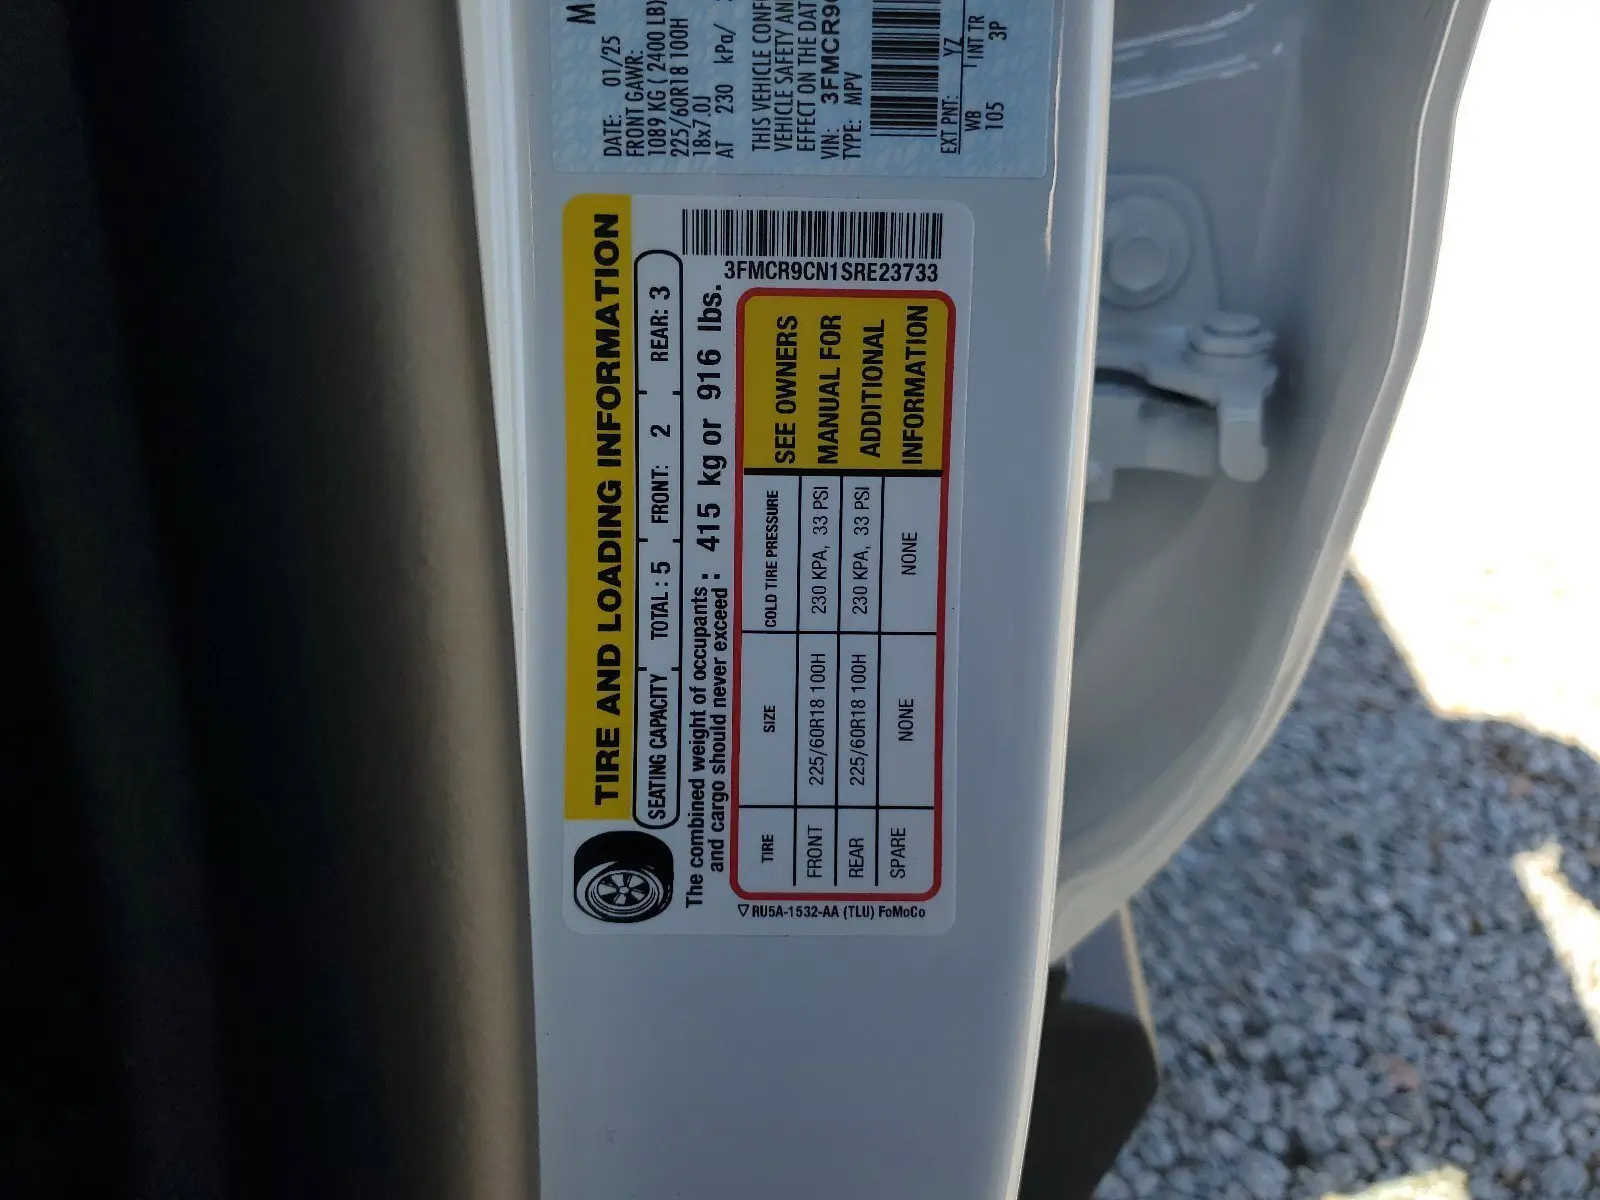 M
DATE: 01/25
FRONT GAWR:
1089 KG ( 2400 LB)
225/60R18 100H
18x7.0J
AT 230 kPa/
THIS VEHICLE
VEHICLE SAFETY
EFFECT ON THE
VIN: 3FMCR9
TYPE: MPV
EXT PNT: YZ
WB INT TR
105 3P
TIRE AND LOADING INFORMATION
SEATING CAPACITY TOTAL : 5 FRONT: 2 REAR: 3
The combined weight of occupants
and cargo should never exceed : 415 kg or 916 lbs.
3FMCR9CN1SRE23733
TIRE SIZE COLD TIRE PRESSURE
FRONT 225/60R18 100H 230 KPA, 33 PSI
REAR 225/60R18 100H 230 KPA, 33 PSI
SPARE NONE NONE
SEE OWNERS
MANUAL FOR
ADDITIONAL
INFORMATION
RU5A-1532-AA (TLU) FoMoCo